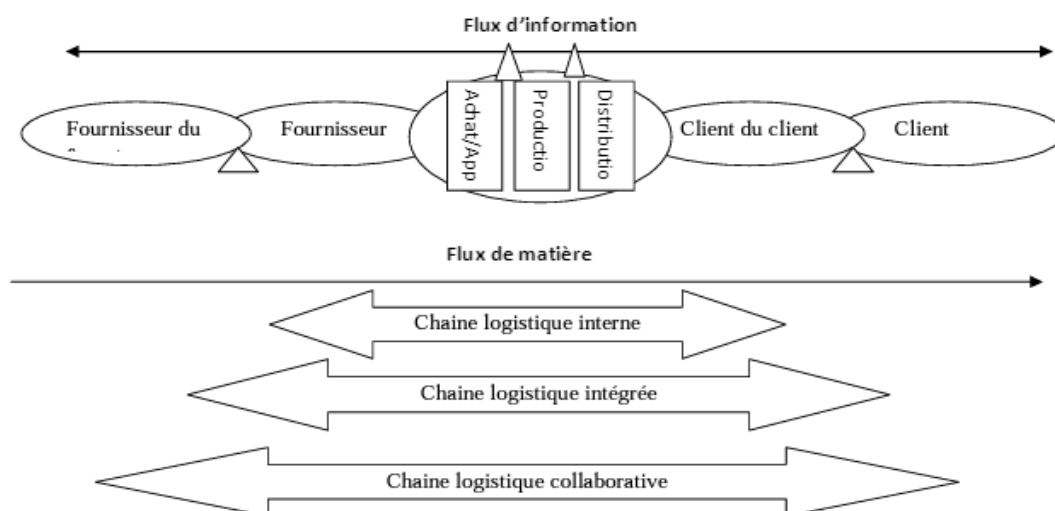 Flux d'information
Fournisseur du
Fournisseur
Achat/App
Productio
Distributio
Client du client
Client
Flux de matière
Chaine logistique interne
Chaine logistique intégrée
Chaine logistique collaborative